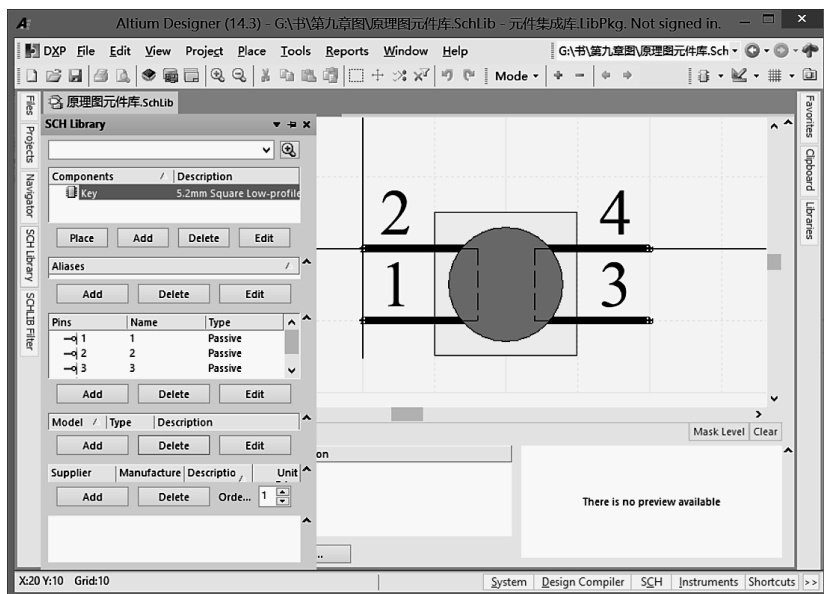 Altium Designer (14.3) - G:\书\第九章图\原理图元件库.SchLib - 元件集成库.LibPkg. Not signed in.
DXP File Edit View Project Place Tools Reports Window Help G:\书\第九章图\原理图元件库.Sch
Mode
Files
Projects
Navigator
SCH Library
SCHLIB Filter
原理图元件库.SchLib
SCH Library
Components / Description
Key 5.2mm Square Low-profile
Place Add Delete Edit
Aliases /
Add Delete Edit
Pins Name Type
1 1 Passive
2 2 Passive
3 3 Passive
Add Delete Edit
Model / Type Description
Add Delete Edit
Supplier Manufacture Descriptio / Unit
Add Delete Orde... 1
2 4
1 3
Mask Level Clear
on
There is no preview available
..
Favorites
Clipboard
Libraries
X:20 Y:10 Grid:10
System Design Compiler SCH Instruments Shortcuts >>